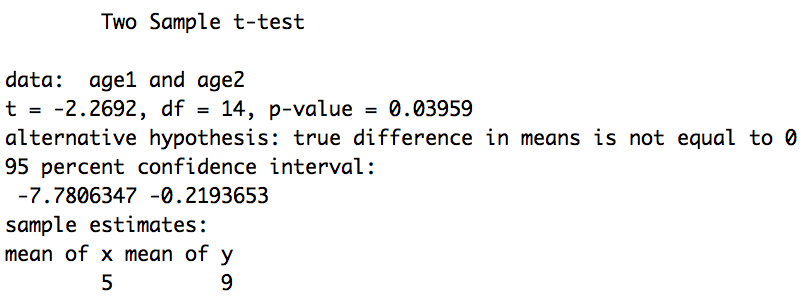 Two Sample t-test
data:  age1 and age2
t = -2.2692, df = 14, p-value = 0.03959
alternative hypothesis: true difference in means is not equal to 0
95 percent confidence interval:
 -7.7806347 -0.2193653
sample estimates:
mean of x mean of y
        5         9